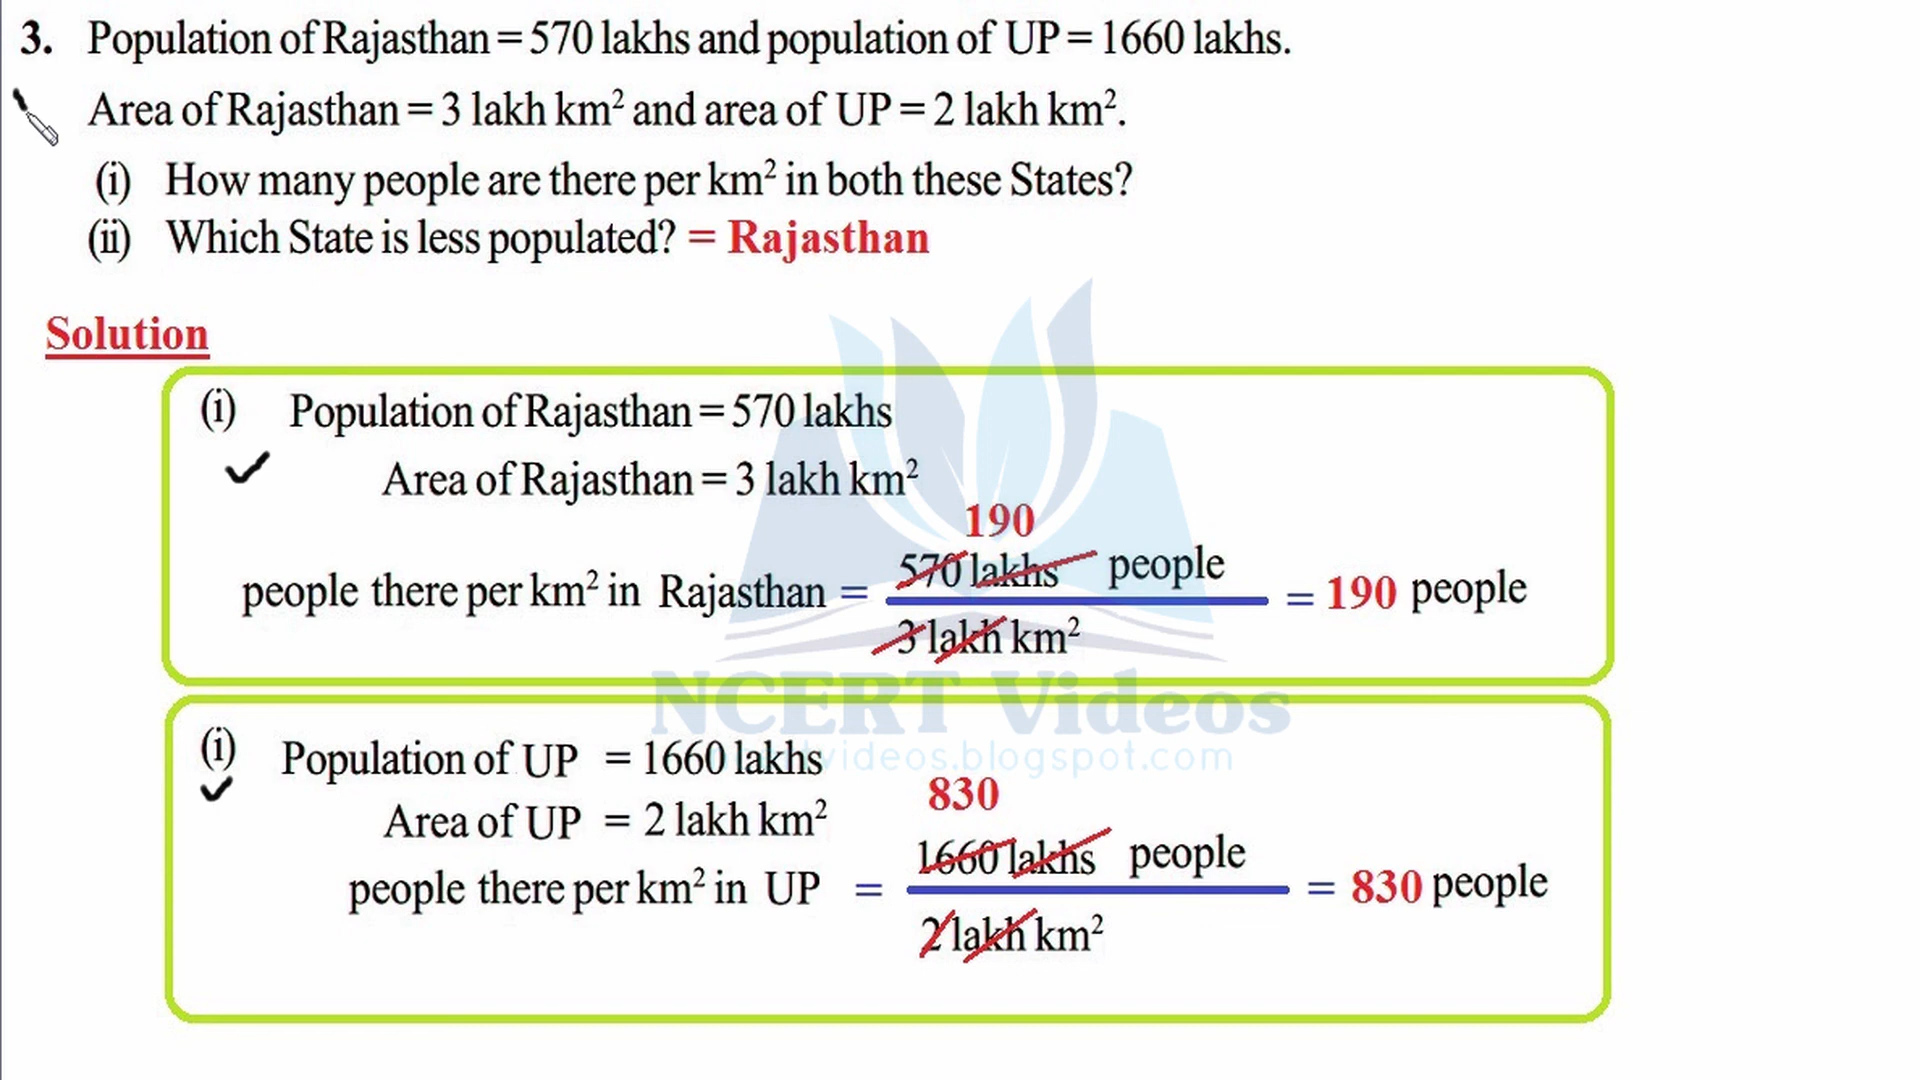 3. Population of Rajasthan = 570 lakhs and population of UP = 1660 lakhs.
Area of Rajasthan = 3 lakh km² and area of UP = 2 lakh km².
(i) How many people are there per km² in both these States?
(ii) Which State is less populated? = Rajasthan
Solution
(i) Population of Rajasthan = 570 lakhs
Area of Rajasthan = 3 lakh km²
190
570 lakhs people
people there per km² in Rajasthan = = 190 people
3 lakh km²
NCERT Videos
videos.blogspot.com
(i) Population of UP = 1660 lakhs
Area of UP = 2 lakh km²
830
1660 lakhs people
people there per km² in UP = = 830 people
2 lakh km²